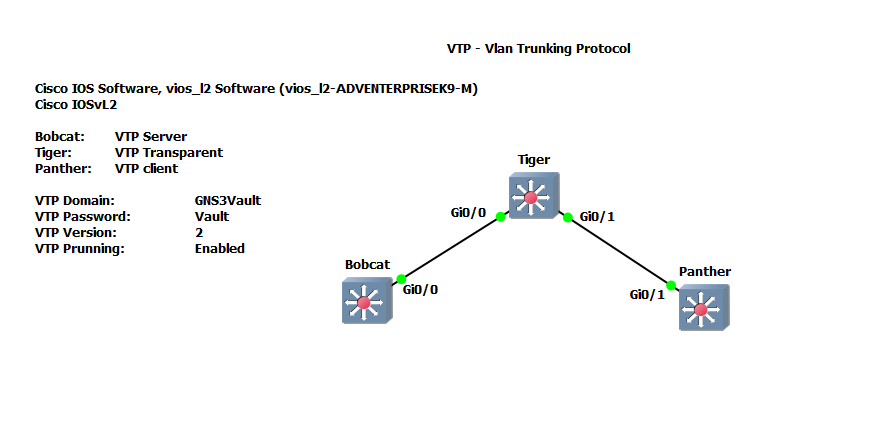 VTP - Vlan Trunking Protocol
Cisco IOS Software, vios_l2 Software (vios_l2-ADVENTERPRISEK9-M)
Cisco IOSvL2
Bobcat: VTP Server
Tiger: VTP Transparent
Panther: VTP client
VTP Domain: GNS3Vault
VTP Password: Vault
VTP Version: 2
VTP Prunning: Enabled
Tiger
Gi0/0
Gi0/1
Bobcat
Gi0/0
Panther
Gi0/1